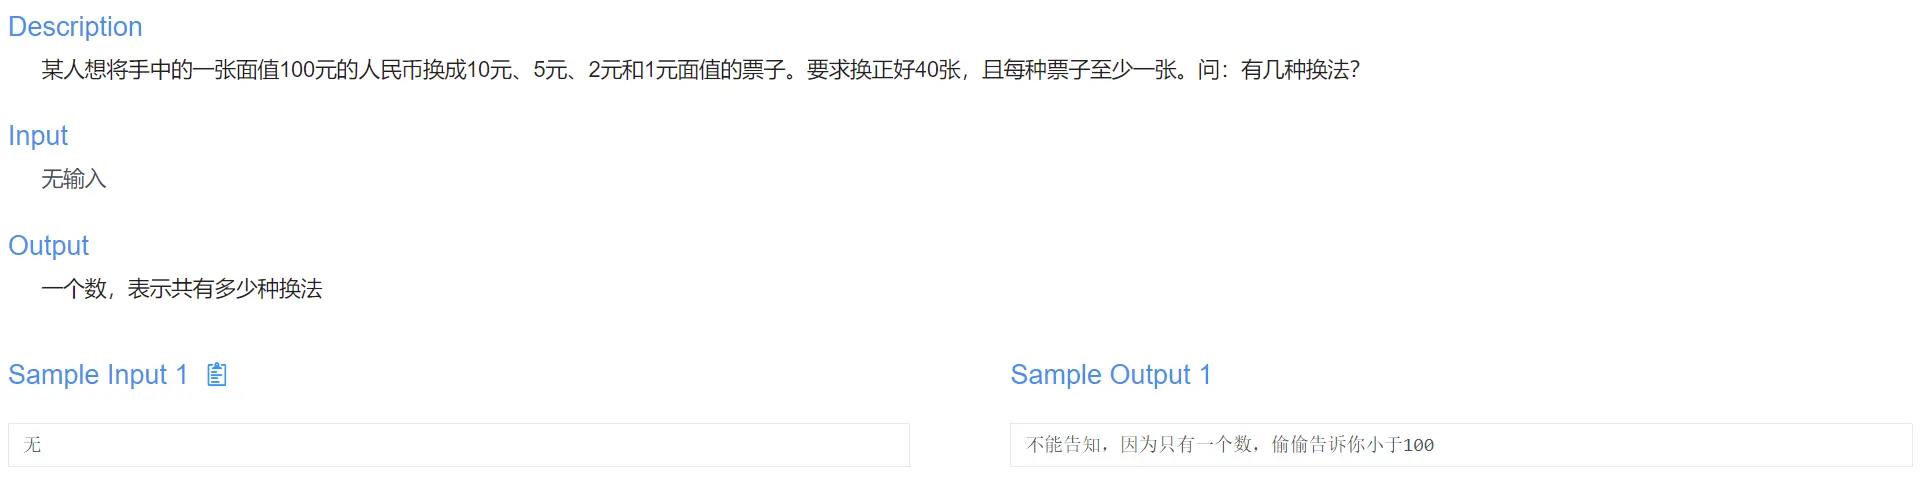 Description
某人想将手中的一张面值100元的人民币换成10元、5元、2元和1元面值的票子。要求换正好40张，且每种票子至少一张。问：有几种换法？
Input
无输入
Output
一个数，表示共有多少种换法
Sample Input 1
无
Sample Output 1
不能告知，因为只有一个数，偷偷告诉你小于100